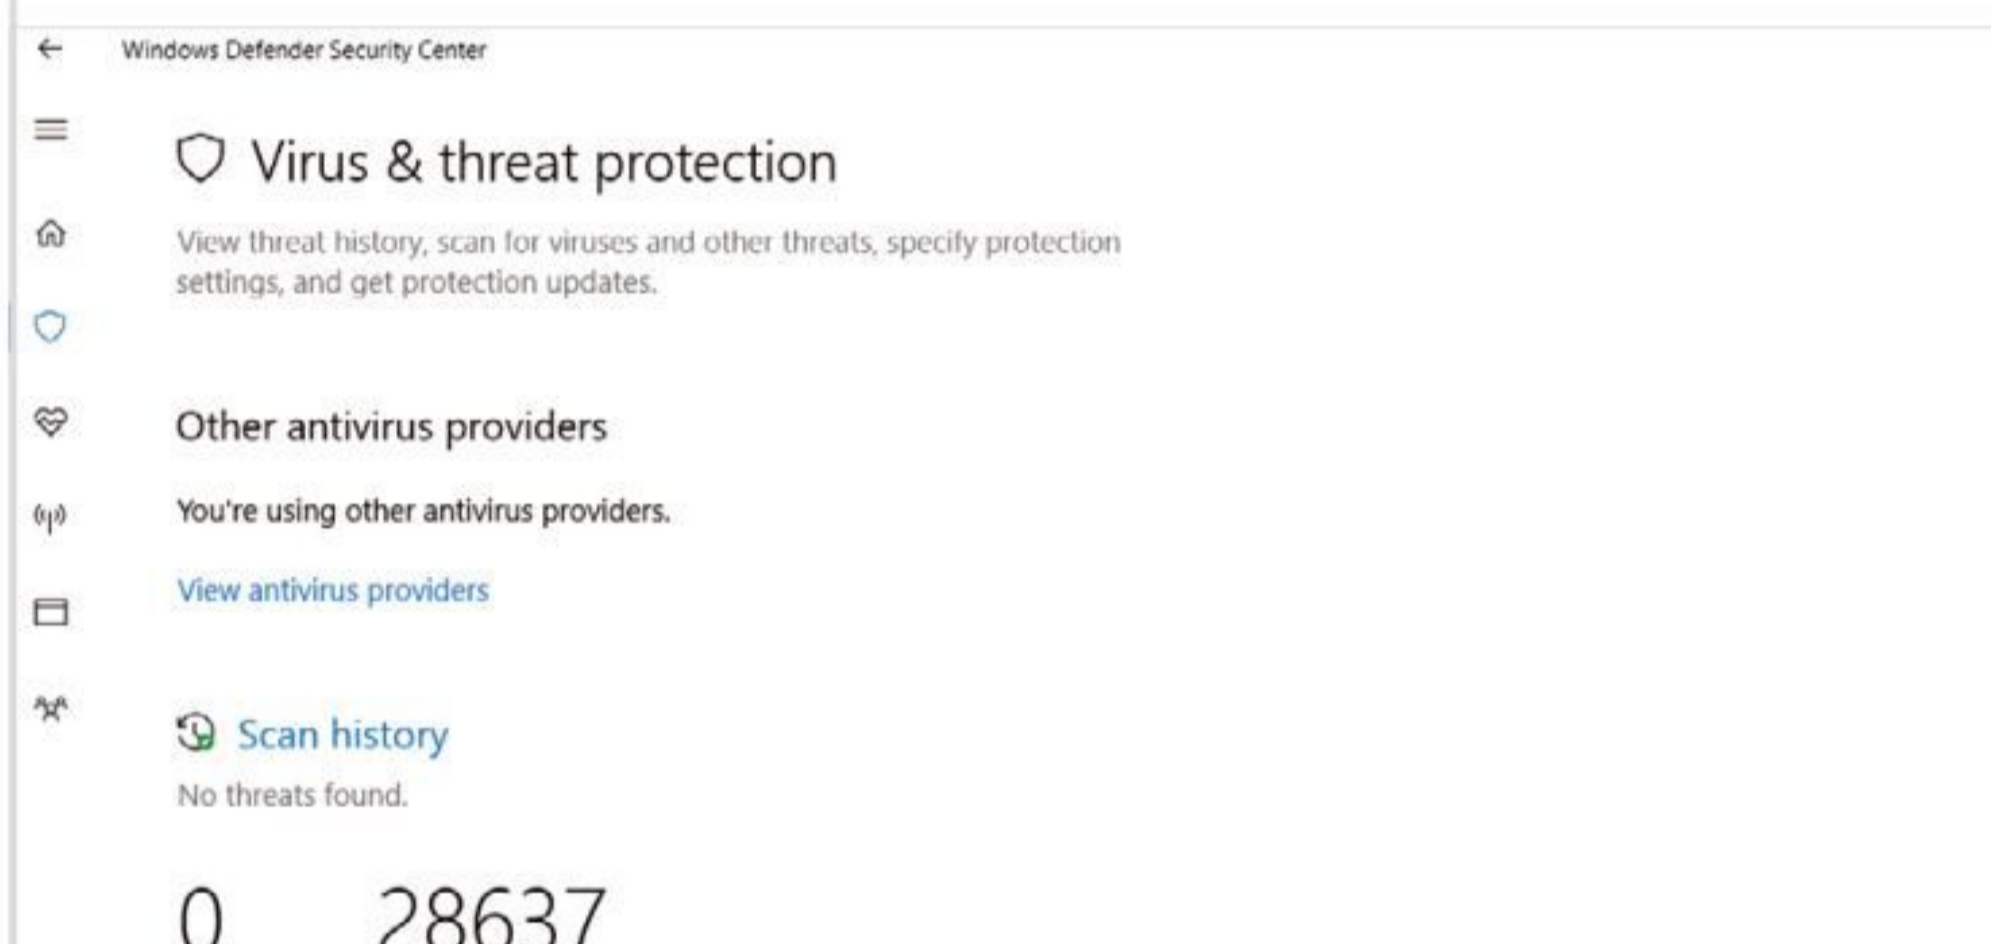 Windows Defender Security Center
Virus & threat protection
View threat history, scan for viruses and other threats, specify protection
settings, and get protection updates.
Other antivirus providers
You're using other antivirus providers.
View antivirus providers
Scan history
No threats found.
0 28637